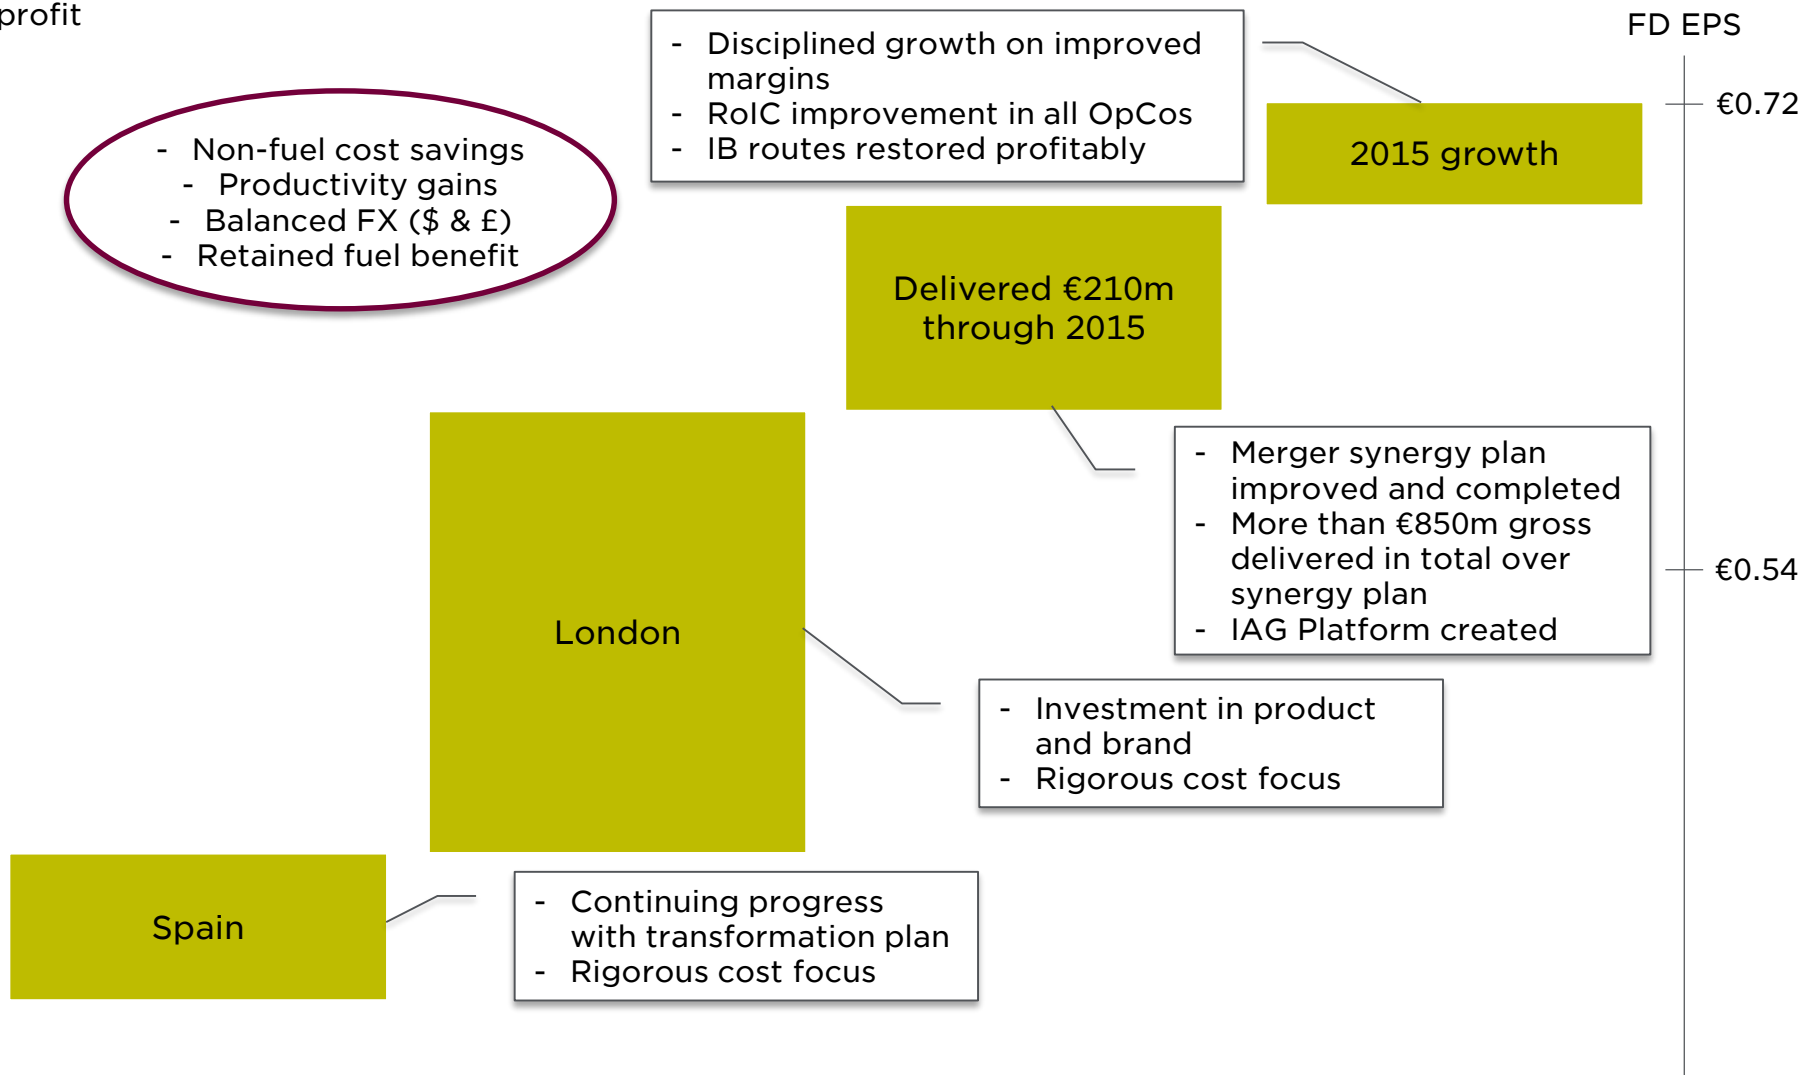 profit
FD EPS
- Disciplined growth on improved
margins
- RoIC improvement in all OpCos
- IB routes restored profitably
€0.72
2015 growth
- Non-fuel cost savings
- Productivity gains
- Balanced FX ($ & £)
- Retained fuel benefit
Delivered €210m
through 2015
- Merger synergy plan
improved and completed
- More than €850m gross
delivered in total over
synergy plan
- IAG Platform created
€0.54
London
- Investment in product
and brand
- Rigorous cost focus
Spain
- Continuing progress
with transformation plan
- Rigorous cost focus